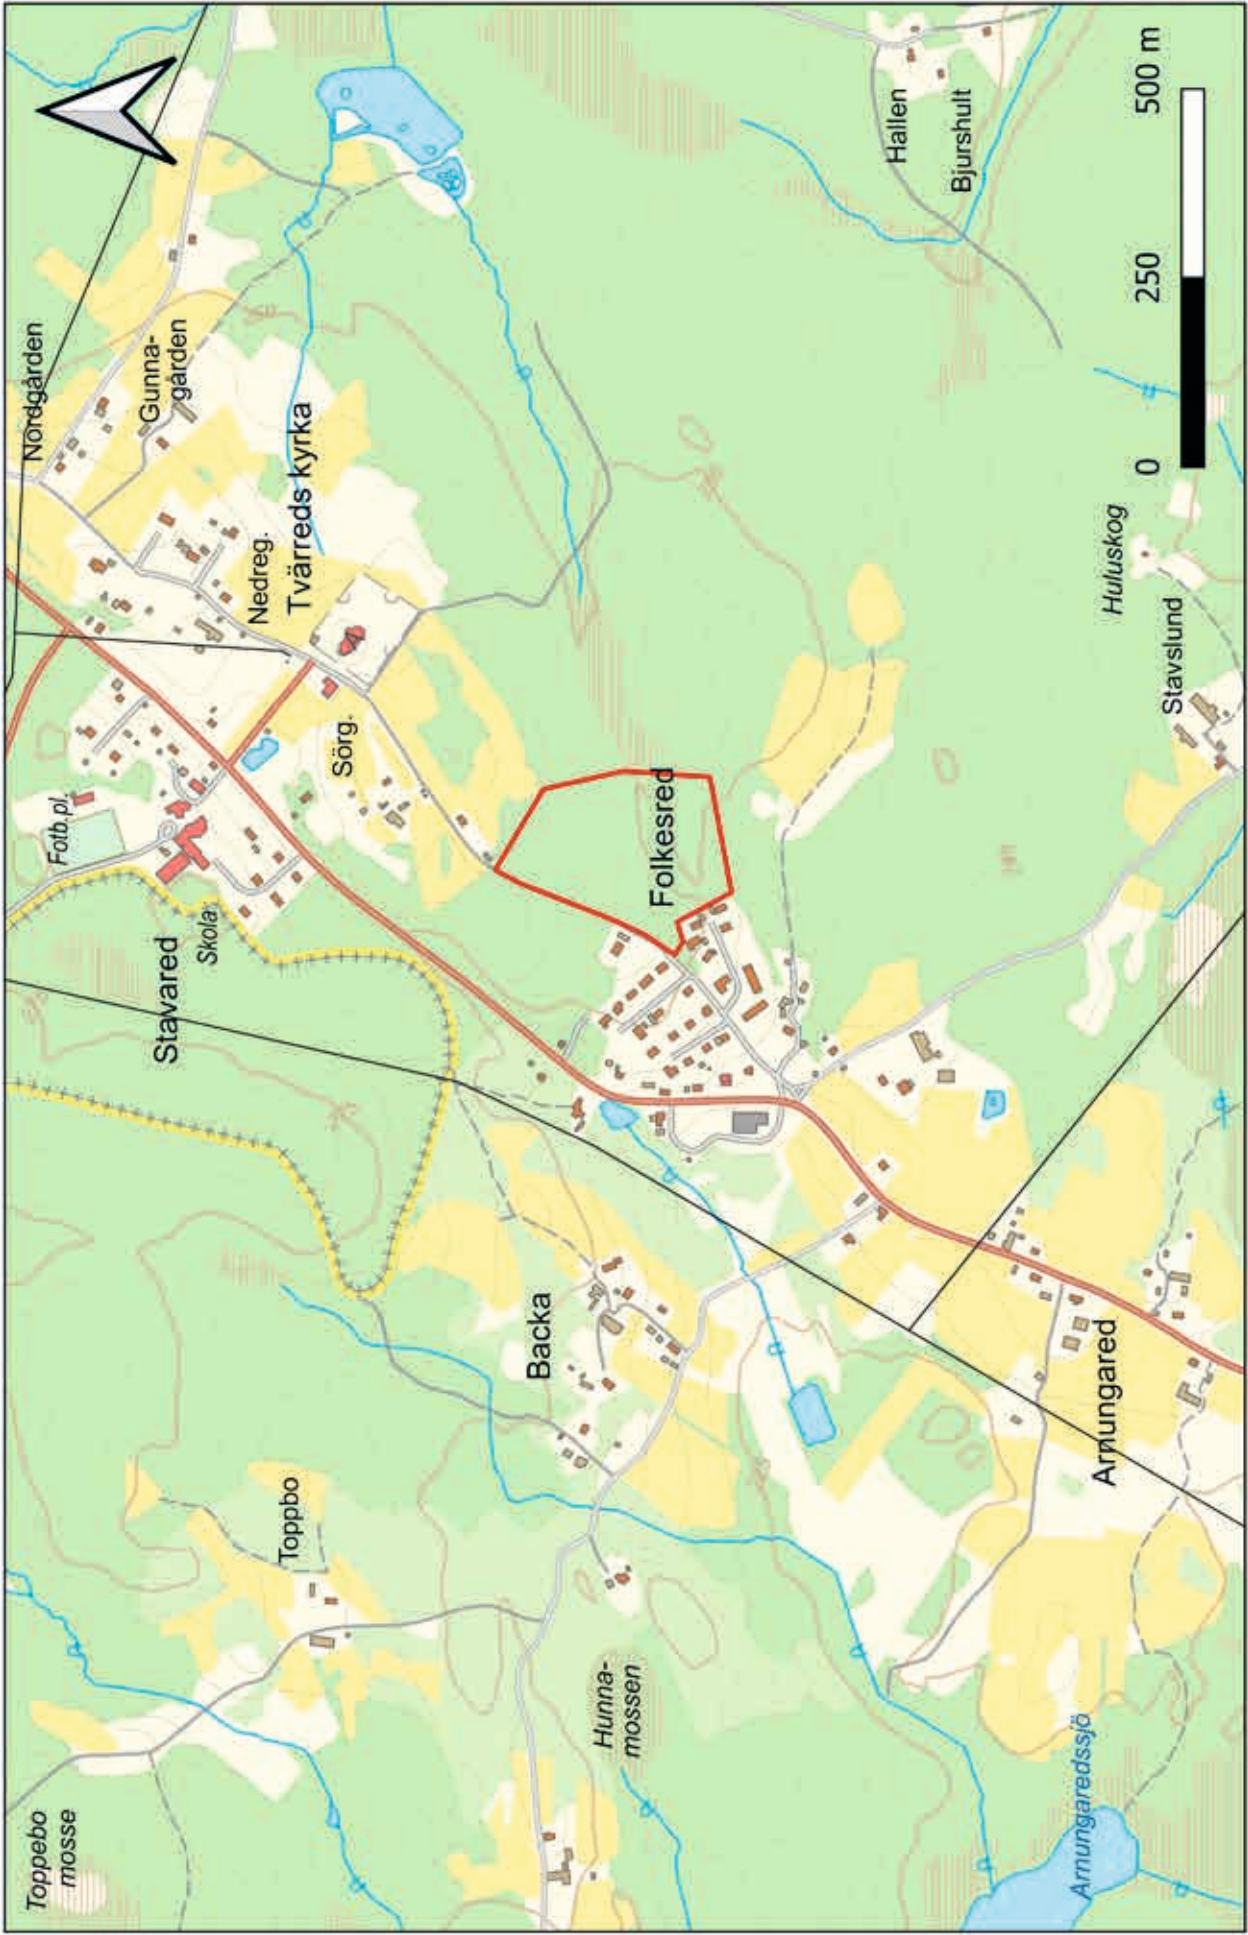 Toppebo
mosse
Nordgården
Fotb.pl.
Gunna-
gården
Stavared
Skola
Nedreg.
Toppbo
Tvärreds kyrka
Sörg.
Backa
Hunna-
mossen
Folkesred
Hallen
Bjurshult
Arnungaredssjö
Arnungared
Huluskog
0 250 500 m
Stavslund